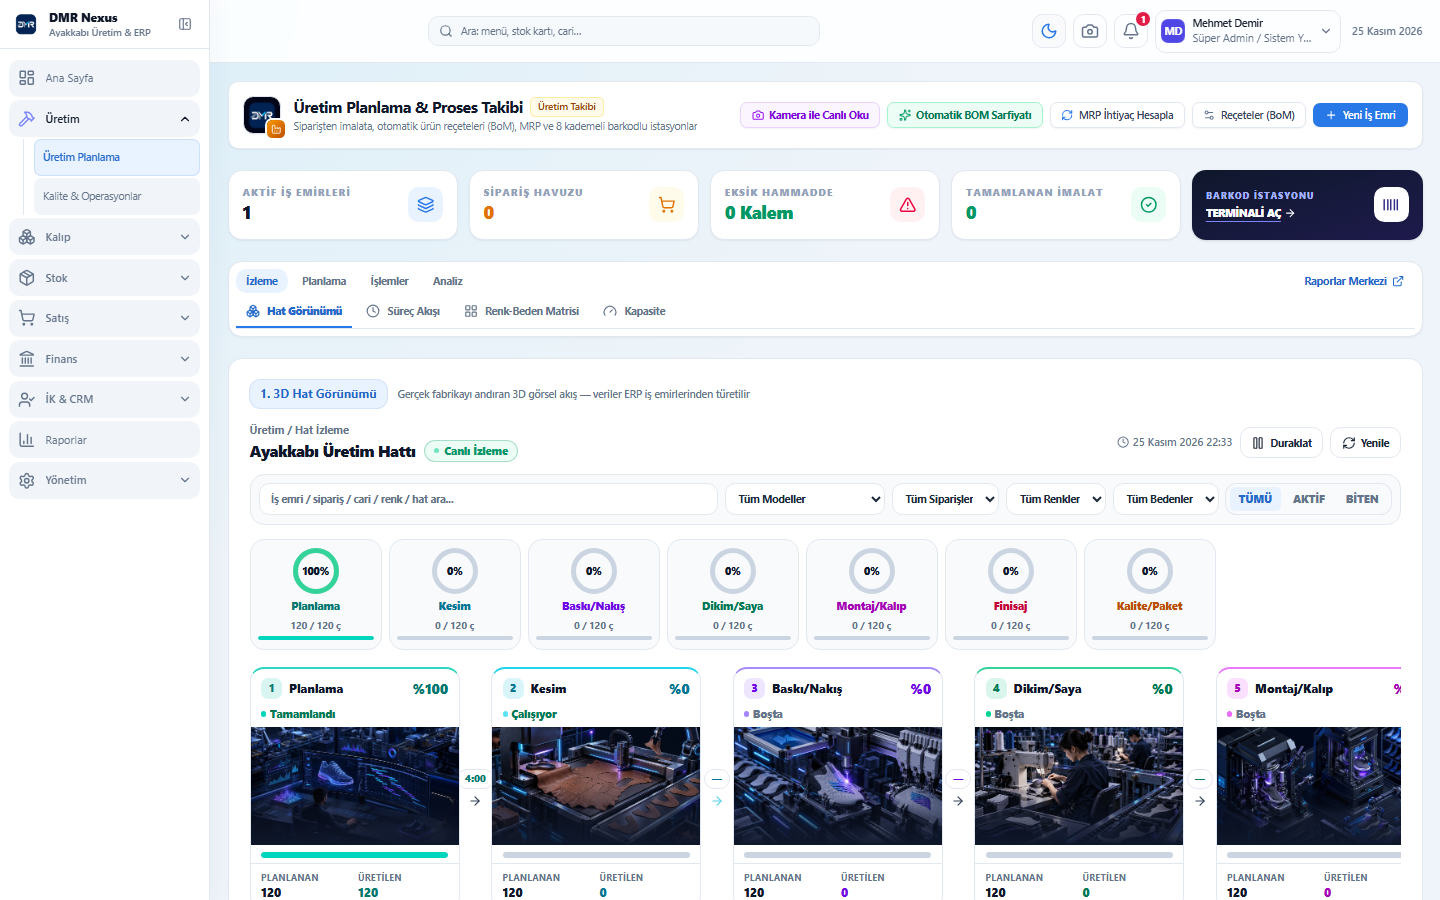 DMR Nexus
Ayakkabı Üretim & ERP
Ara: menü, stok kartı, cari...
1
MD
Mehmet Demir
Süper Admin / Sistem Y...
25 Kasım 2026
Ana Sayfa
Üretim
Üretim Planlama
Kalite & Operasyonlar
Kalıp
Stok
Satış
Finans
İK & CRM
Raporlar
Yönetim
Üretim Planlama & Proses Takibi
Üretim Takibi
Siparişten imalata, otomatik ürün reçeteleri (BoM), MRP ve 8 kademeli barkodlu istasyonlar
Kamera ile Canlı Oku
Otomatik BOM Sarfiyatı
MRP İhtiyaç Hesapla
Reçeteler (BoM)
Yeni İş Emri
AKTİF İŞ EMİRLERİ
1
SİPARİŞ HAVUZU
0
EKSİK HAMMADDE
0 Kalem
TAMAMLANAN İMALAT
0
BARKOD İSTASYONU
TERMİNALİ AÇ →
İzleme Planlama İşlemler Analiz
Raporlar Merkezi
Hat Görünümü Süreç Akışı Renk-Beden Matrisi Kapasite
1. 3D Hat Görünümü
Gerçek fabrikayı andıran 3D görsel akış — veriler ERP iş emirlerinden türetilir
Üretim / Hat İzleme
Ayakkabı Üretim Hattı
Canlı İzleme
25 Kasım 2026 22:33
Duraklat
Yenile
İş emri / sipariş / cari / renk / hat ara...
Tüm Modeller
Tüm Siparişler
Tüm Renkler
Tüm Bedenler
TÜMÜ AKTİF BİTEN
100%
Planlama
120 / 120 ç
0%
Kesim
0 / 120 ç
0%
Baskı/Nakış
0 / 120 ç
0%
Dikim/Saya
0 / 120 ç
0%
Montaj/Kalıp
0 / 120 ç
0%
Finisaj
0 / 120 ç
0%
Kalite/Paket
0 / 120 ç
1 Planlama %100
Tamamlandı
PLANLANAN ÜRETİLEN
120 120
4:00
→
2 Kesim %0
Çalışıyor
PLANLANAN ÜRETİLEN
120 0
—
→
3 Baskı/Nakış %0
Boşta
PLANLANAN ÜRETİLEN
120 0
—
→
4 Dikim/Saya %0
Boşta
PLANLANAN ÜRETİLEN
120 0
—
→
5 Montaj/Kalıp %
Boşta
PLANLANAN ÜRETİLEN
120 0